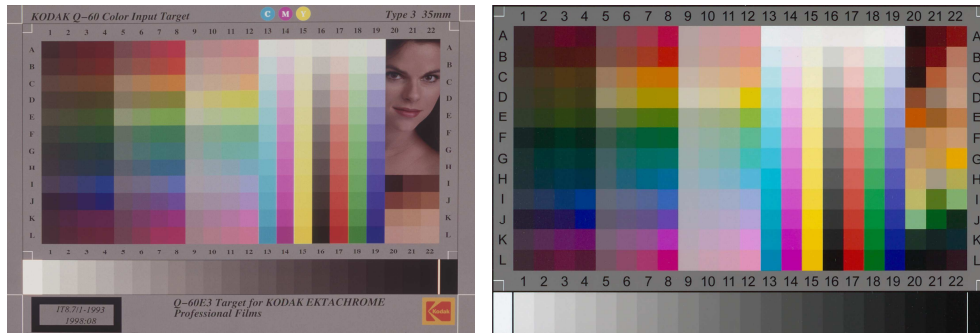 KODAK Q-60 Color Input Target C M Y Type 3 35mm
1 2 3 4 5 6 7 8 9 10 11 12 13 14 15 16 17 18 19 20 21 22
A A
B B
C C
D D
E E
F F
G G
H H
I I
J J
K K
L L
1 2 3 4 5 6 7 8 9 10 11 12 13 14 15 16 17 18 19 20 21 22
IT8.7/1-1993
1998:08
Q-60E3 Target for KODAK EKTACHROME
Professional Films
Kodak
1 2 3 4 5 6 7 8 9 10 11 12 13 14 15 16 17 18 19 20 21 22
A A
B B
C C
D D
E E
F F
G G
H H
I I
J J
K K
L L
1 2 3 4 5 6 7 8 9 10 11 12 13 14 15 16 17 18 19 20 21 22